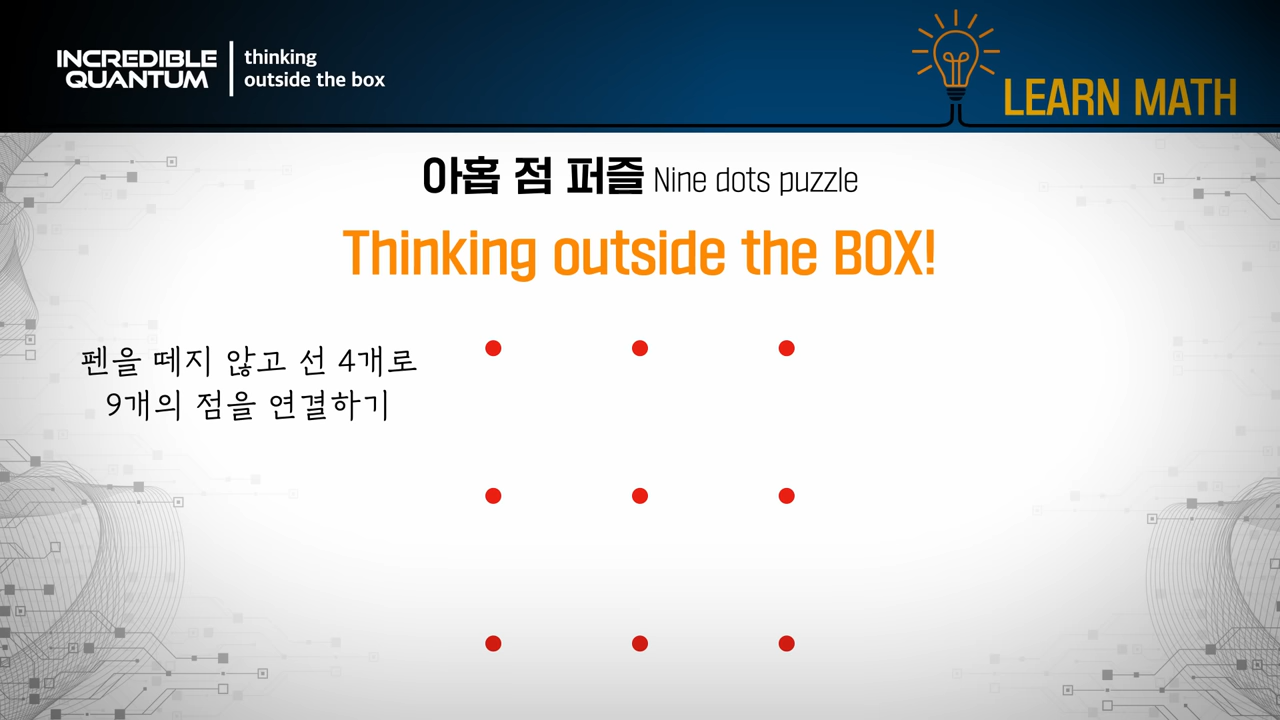 INCREDIBLE
QUANTUM
thinking
outside the box
LEARN MATH
아홉 점 퍼즐 Nine dots puzzle
Thinking outside the BOX!
펜을 떼지 않고 선 4개로
9개의 점을 연결하기